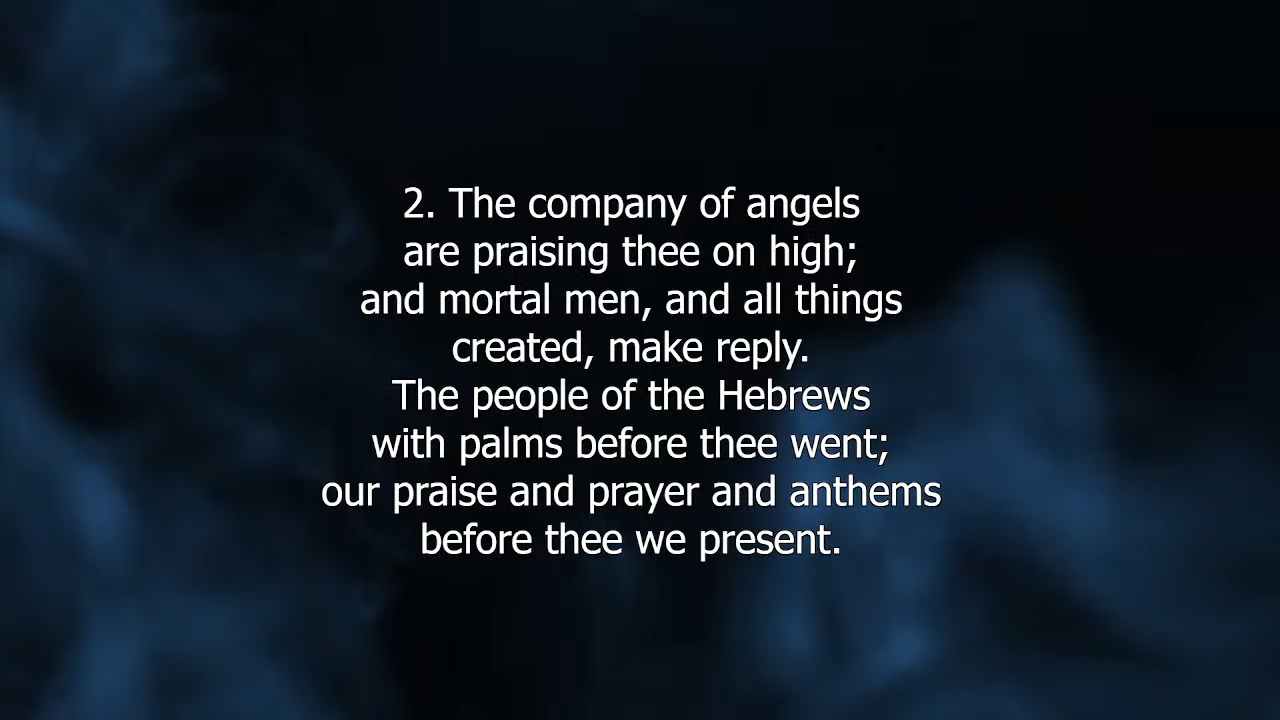 2. The company of angels
are praising thee on high;
and mortal men, and all things
created, make reply.
The people of the Hebrews
with palms before thee went;
our praise and prayer and anthems
before thee we present.